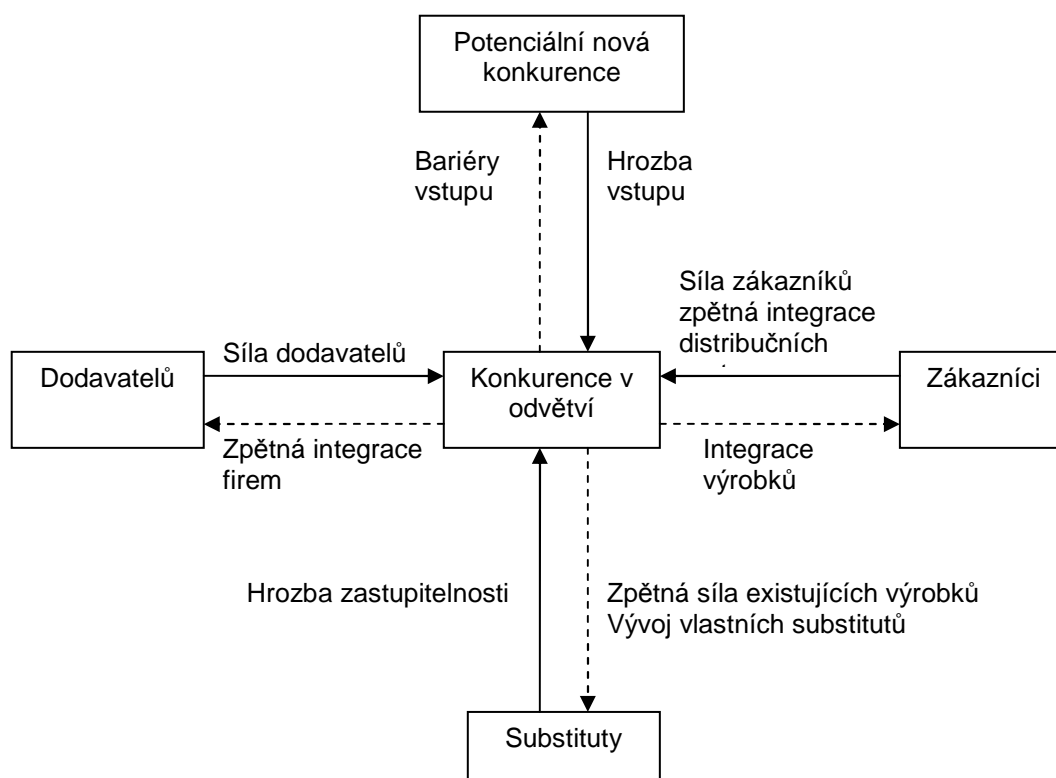 Potenciální nová
konkurence
Bariéry
vstupu
Hrozba
vstupu
Síla zákazníků
zpětná integrace
distribučních
Síla dodavatelů
Dodavatelů
Konkurence v
odvětví
Zákazníci
Zpětná integrace
firem
Integrace
výrobků
Hrozba zastupitelnosti
Zpětná síla existujících výrobků
Vývoj vlastních substitutů
Substituty